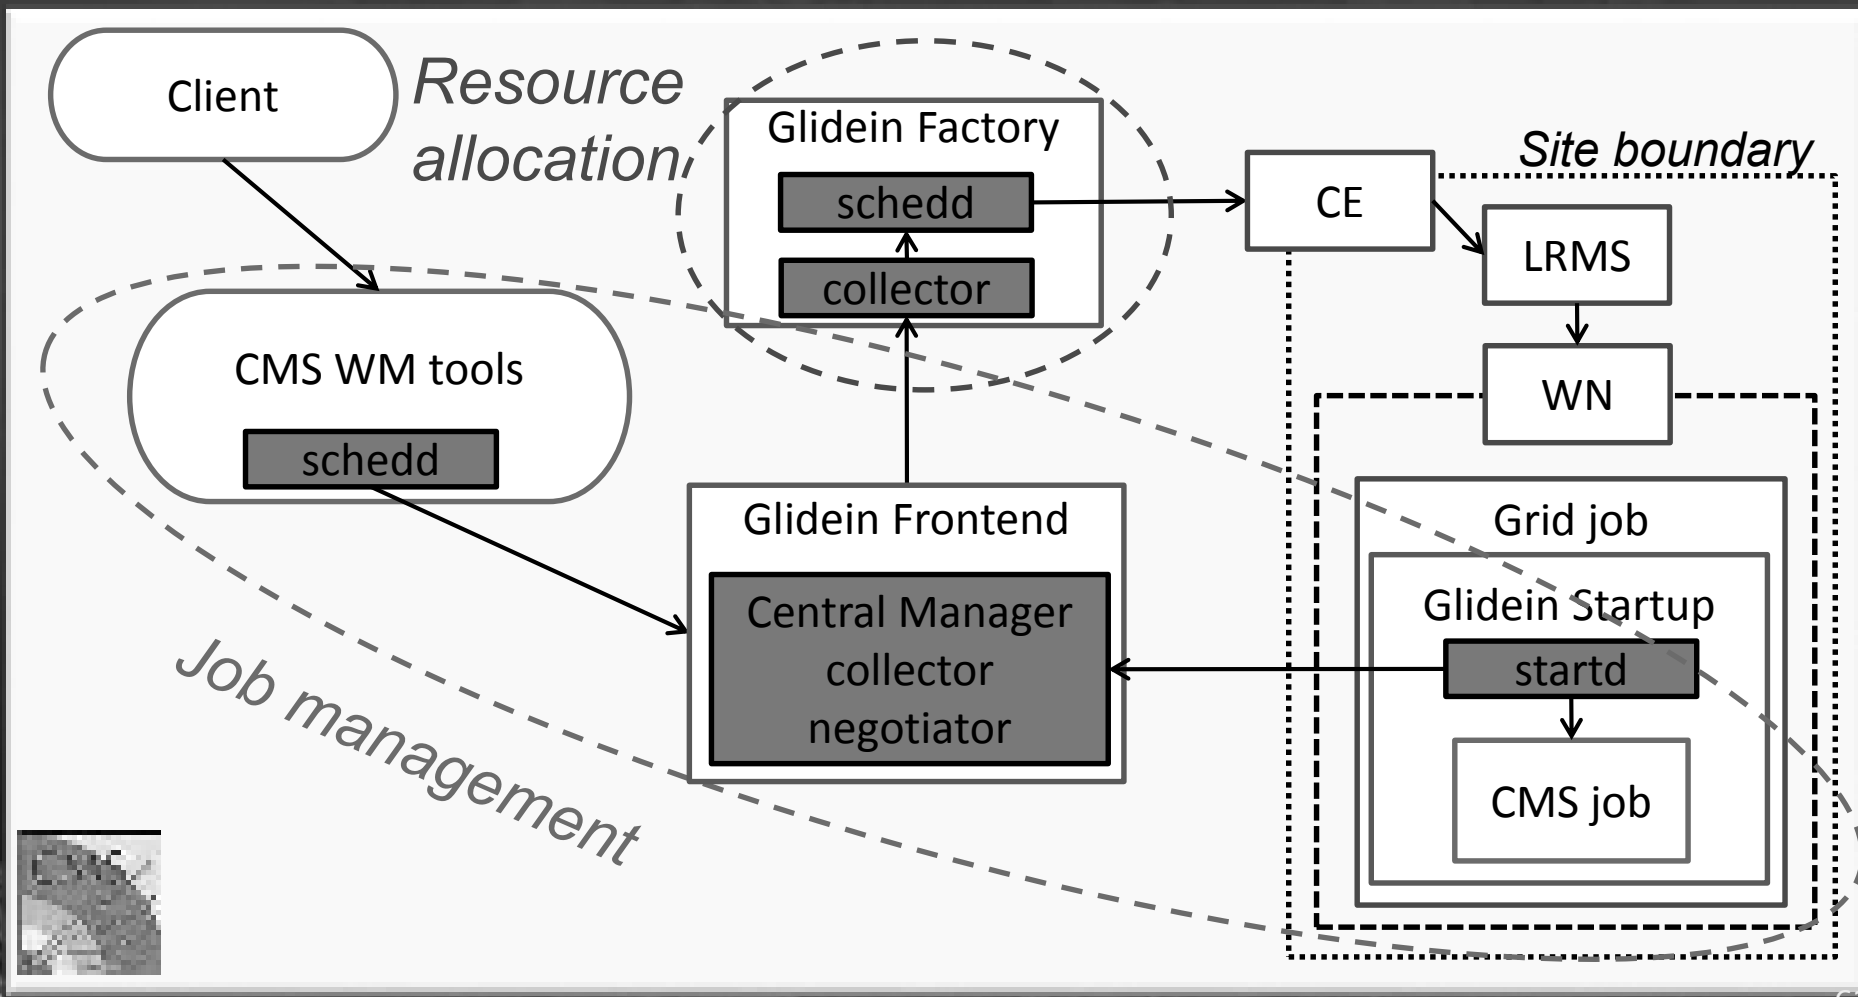 Client
Resource
allocation
Glidein Factory
schedd
collector
CE
Site boundary
LRMS
WN
CMS WM tools
schedd
Glidein Frontend
Central Manager
collector
negotiator
Grid job
Glidein Startup
startd
CMS job
Job management